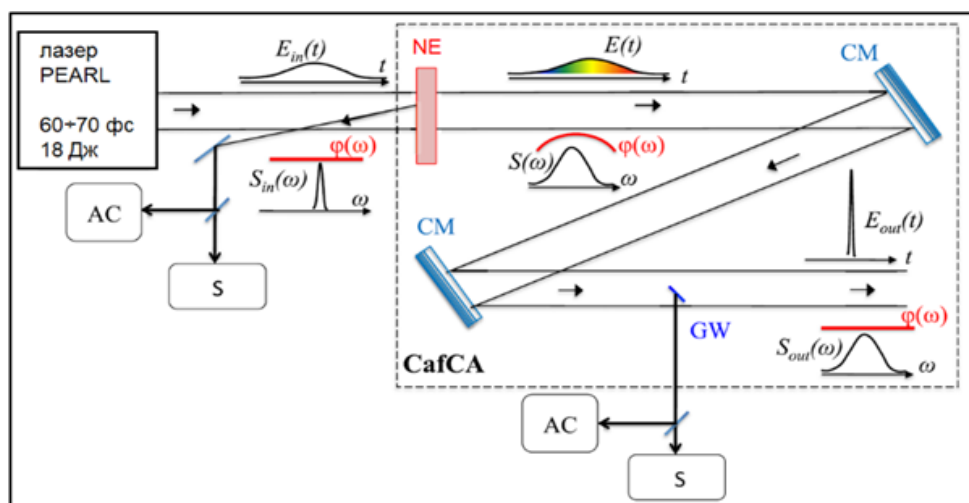 лазер
PEARL
60÷70 фс
18 Дж
E_in(t)
t
NE
E(t)
t
CM
φ(ω)
S_in(ω)
ω
S(ω)
φ(ω)
ω
AC
S
CM
E_out(t)
t
GW
φ(ω)
S_out(ω)
ω
CafCA
AC
S